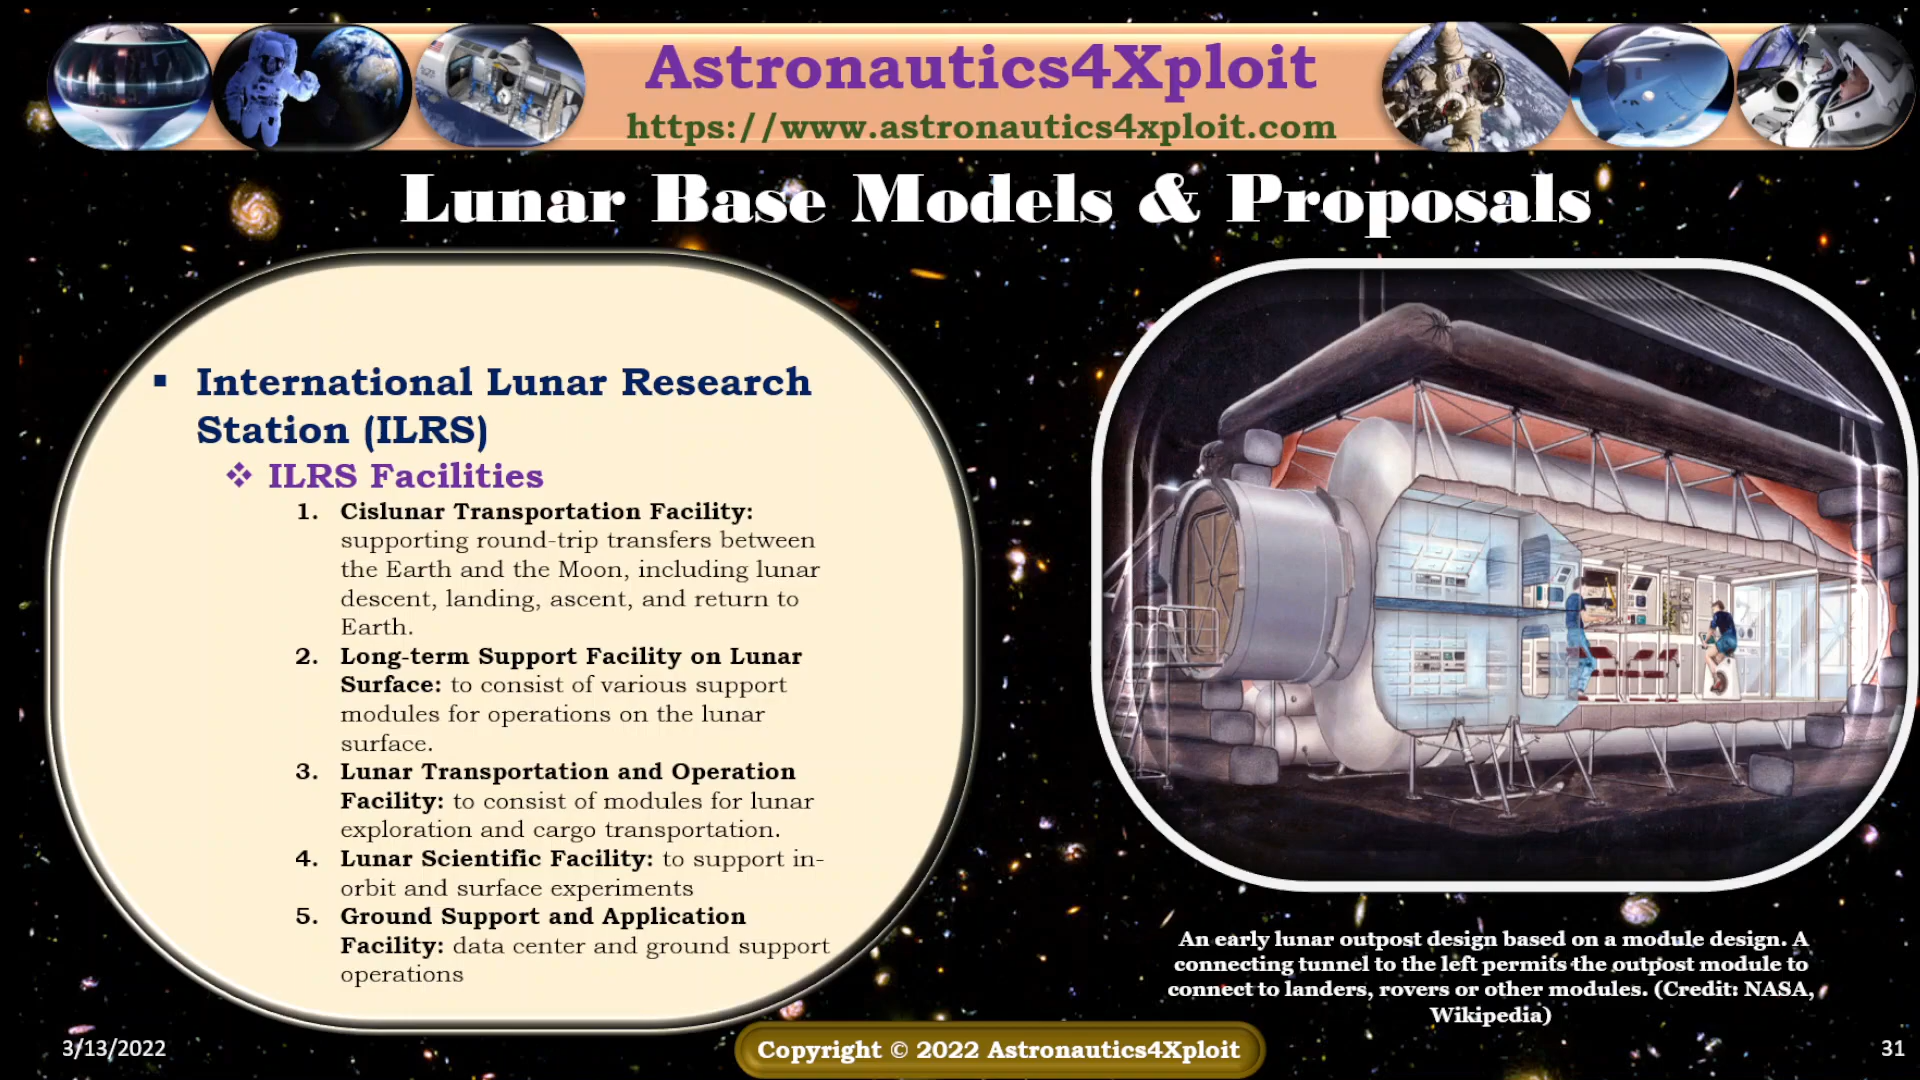 Astronautics4Xploit
https://www.astronautics4xploit.com
Lunar Base Models & Proposals
▪ International Lunar Research
Station (ILRS)
❖ ILRS Facilities
1. Cislunar Transportation Facility:
supporting round-trip transfers between
the Earth and the Moon, including lunar
descent, landing, ascent, and return to
Earth.
2. Long-term Support Facility on Lunar
Surface: to consist of various support
modules for operations on the lunar
surface.
3. Lunar Transportation and Operation
Facility: to consist of modules for lunar
exploration and cargo transportation.
4. Lunar Scientific Facility: to support in-
orbit and surface experiments
5. Ground Support and Application
Facility: data center and ground support
operations
An early lunar outpost design based on a module design. A
connecting tunnel to the left permits the outpost module to
connect to landers, rovers or other modules. (Credit: NASA,
Wikipedia)
3/13/2022
Copyright © 2022 Astronautics4Xploit
31